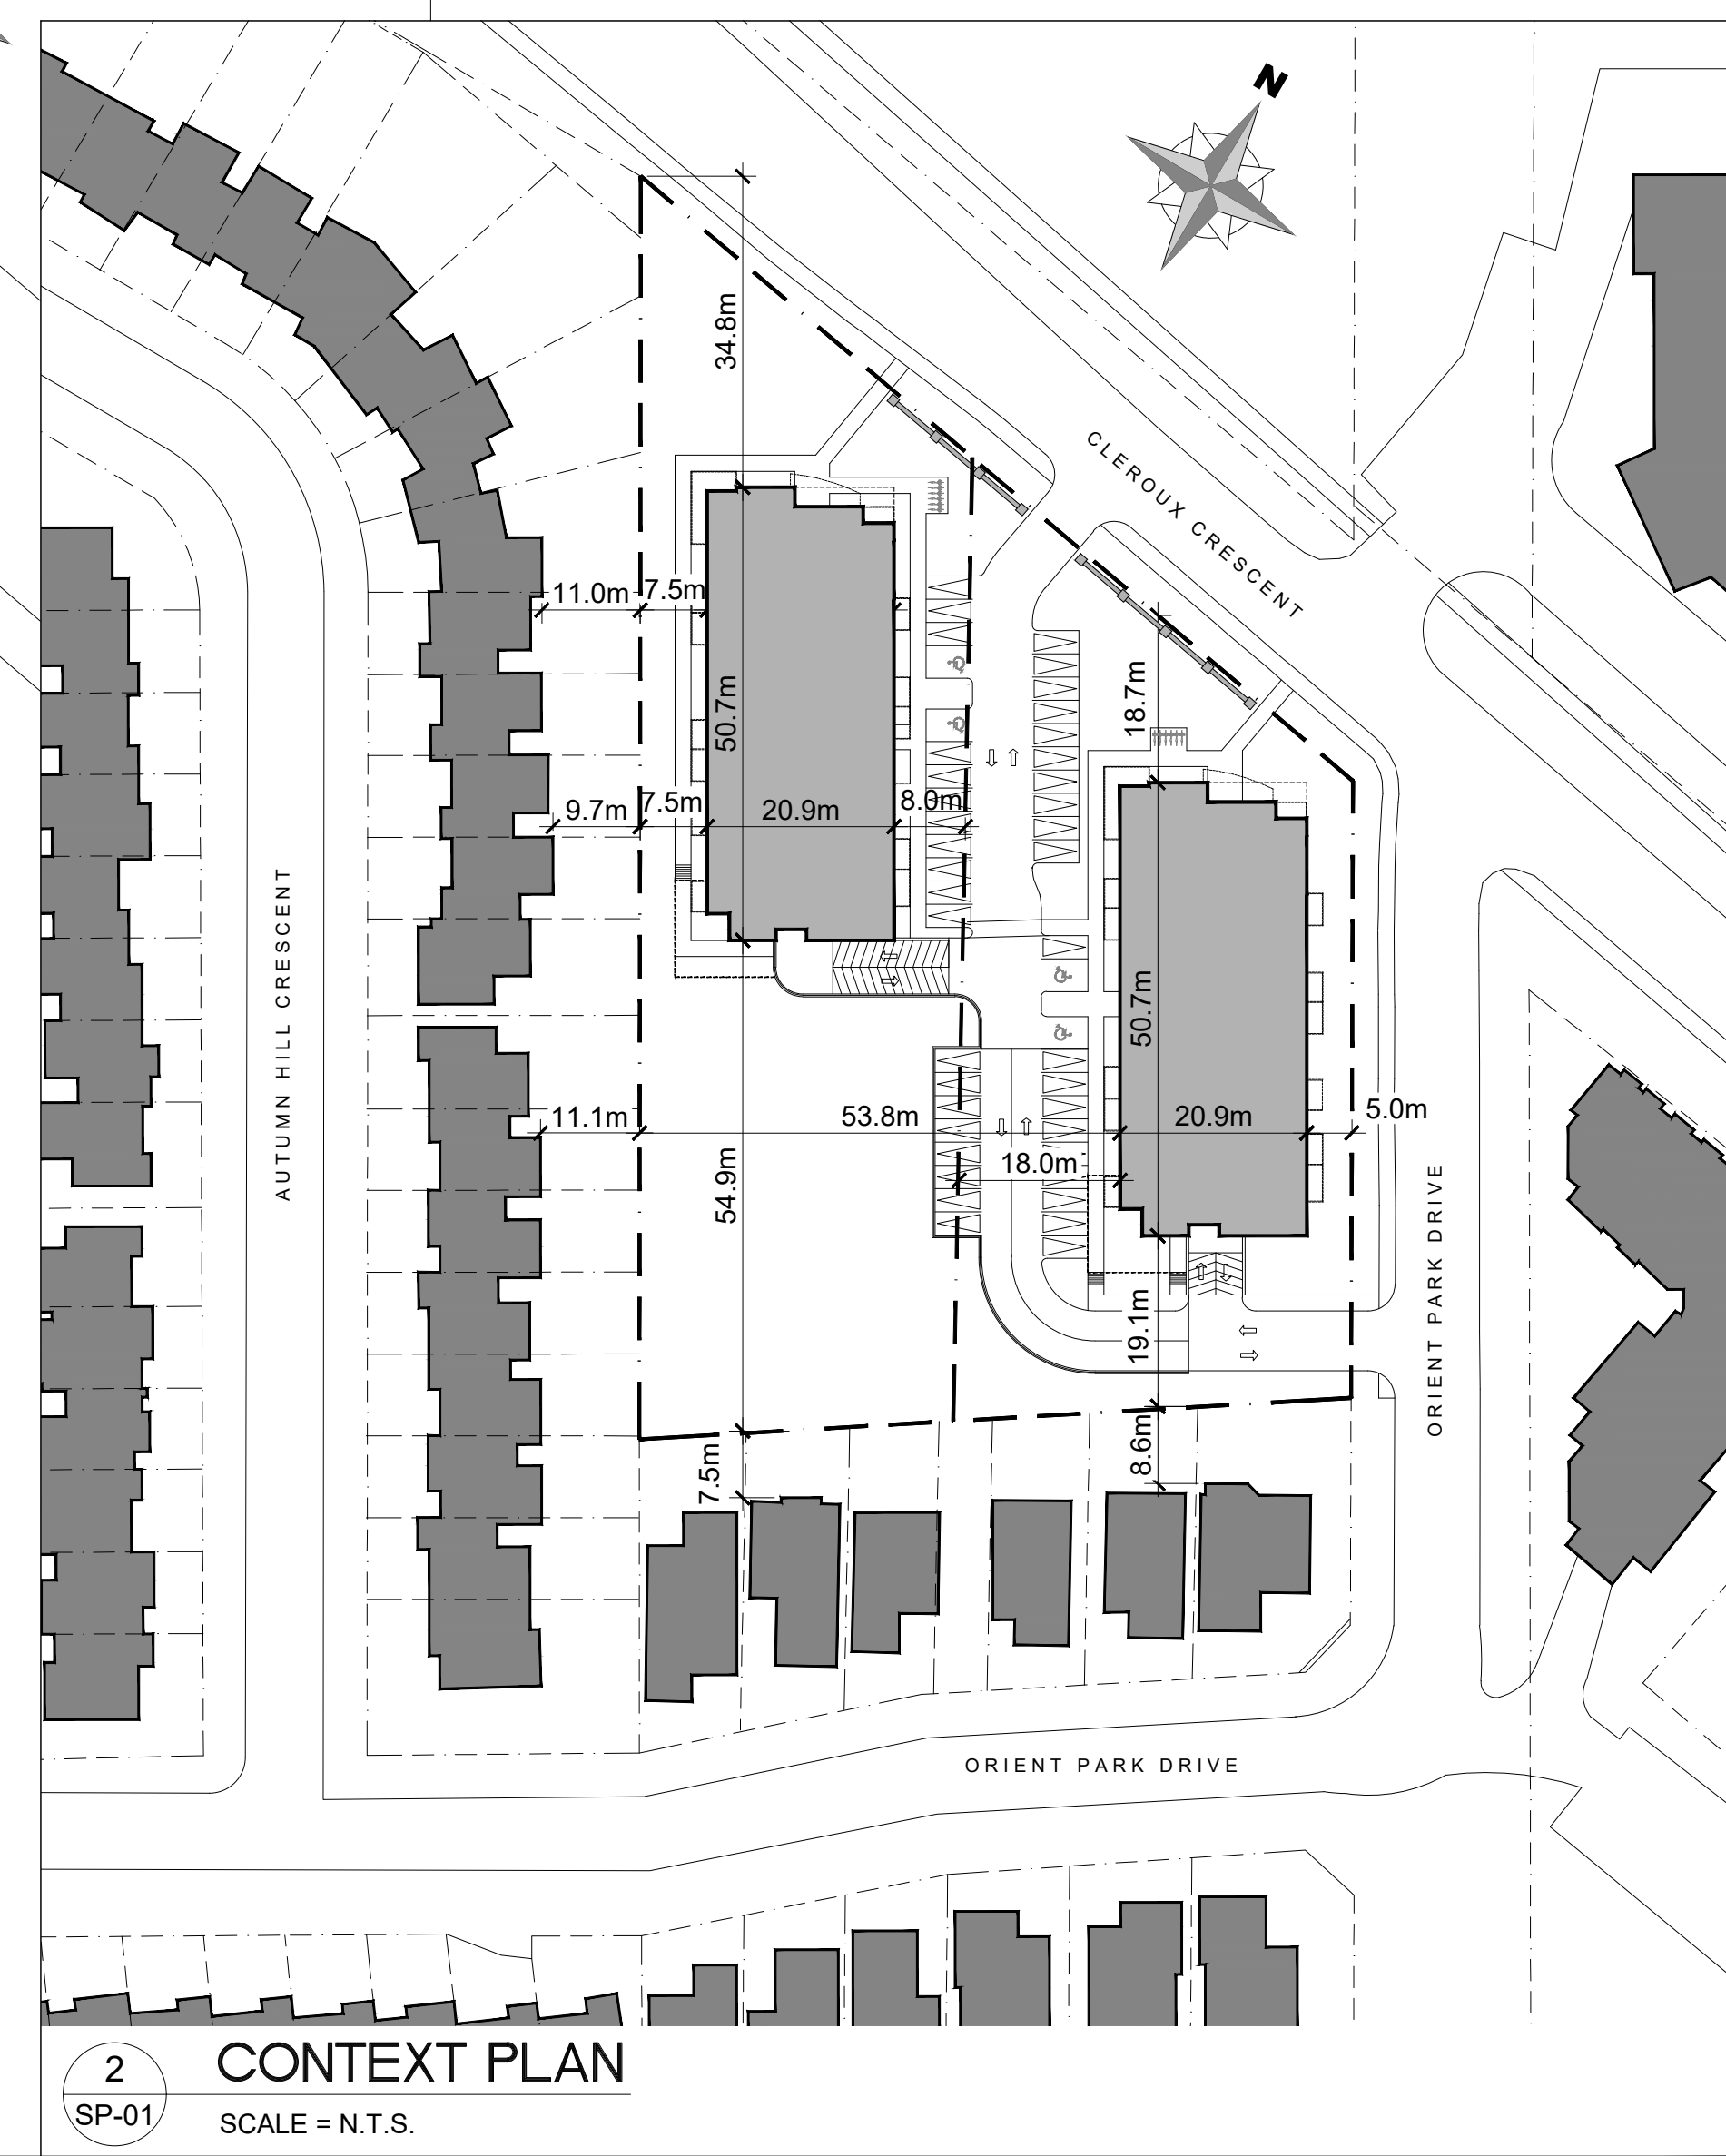 N
34.8m
CLEROUX CRESCENT
11.0m
7.5m
50.7m
18.7m
9.7m
7.5m
20.9m
8.0m
AUTUMN HILL CRESCENT
50.7m
11.1m
53.8m
20.9m
5.0m
18.0m
54.9m
ORIENT PARK DRIVE
19.1m
7.5m
8.6m
ORIENT PARK DRIVE
2
CONTEXT PLAN
SP-01
SCALE = N.T.S.